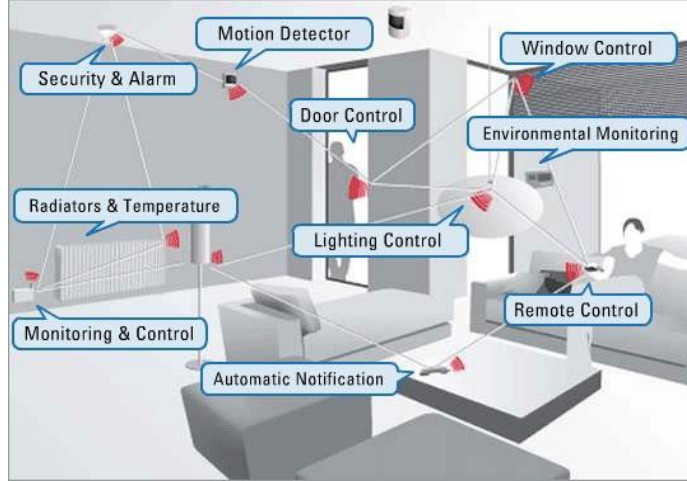 Motion Detector
Window Control
Security & Alarm
Door Control
Environmental Monitoring
Radiators & Temperature
Lighting Control
Remote Control
Monitoring & Control
Automatic Notification